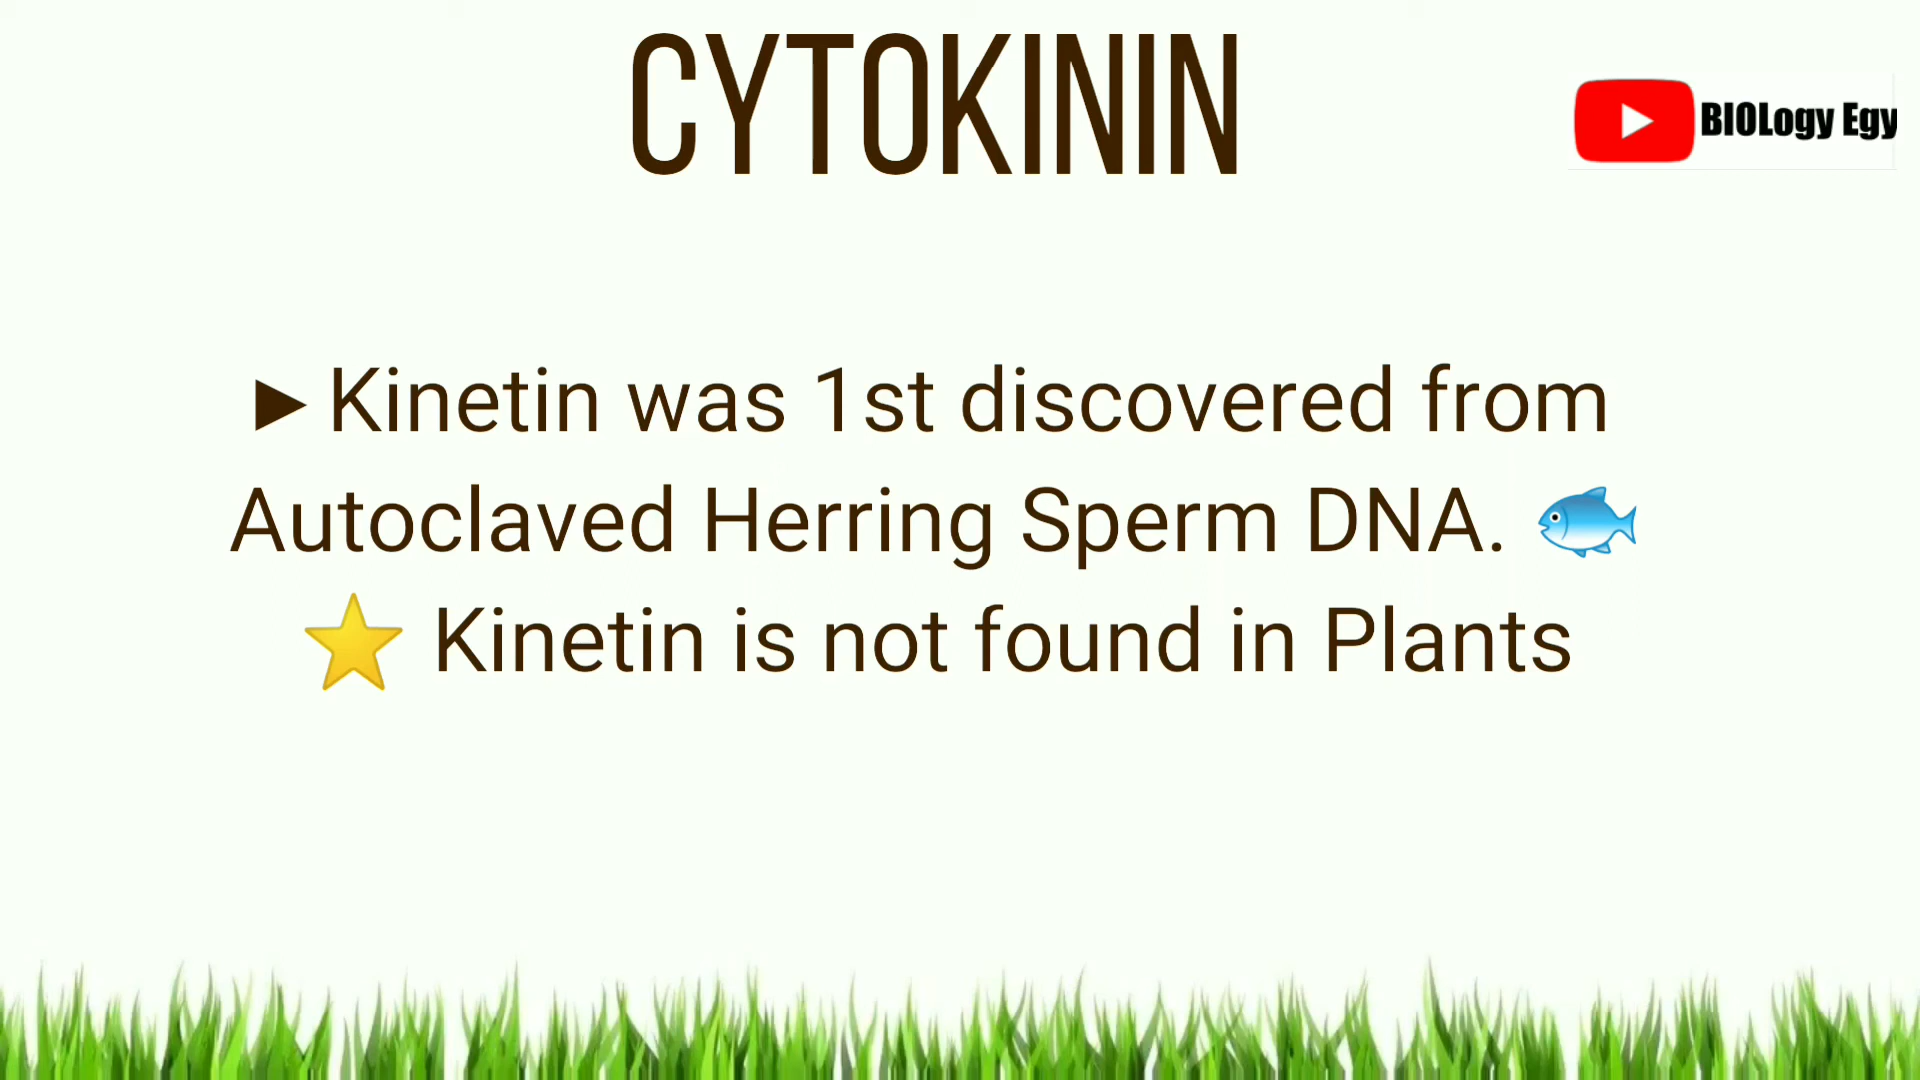 CYTOKININ
BIOLogy Egy
►Kinetin was 1st discovered from
Autoclaved Herring Sperm DNA. 🐟
⭐ Kinetin is not found in Plants